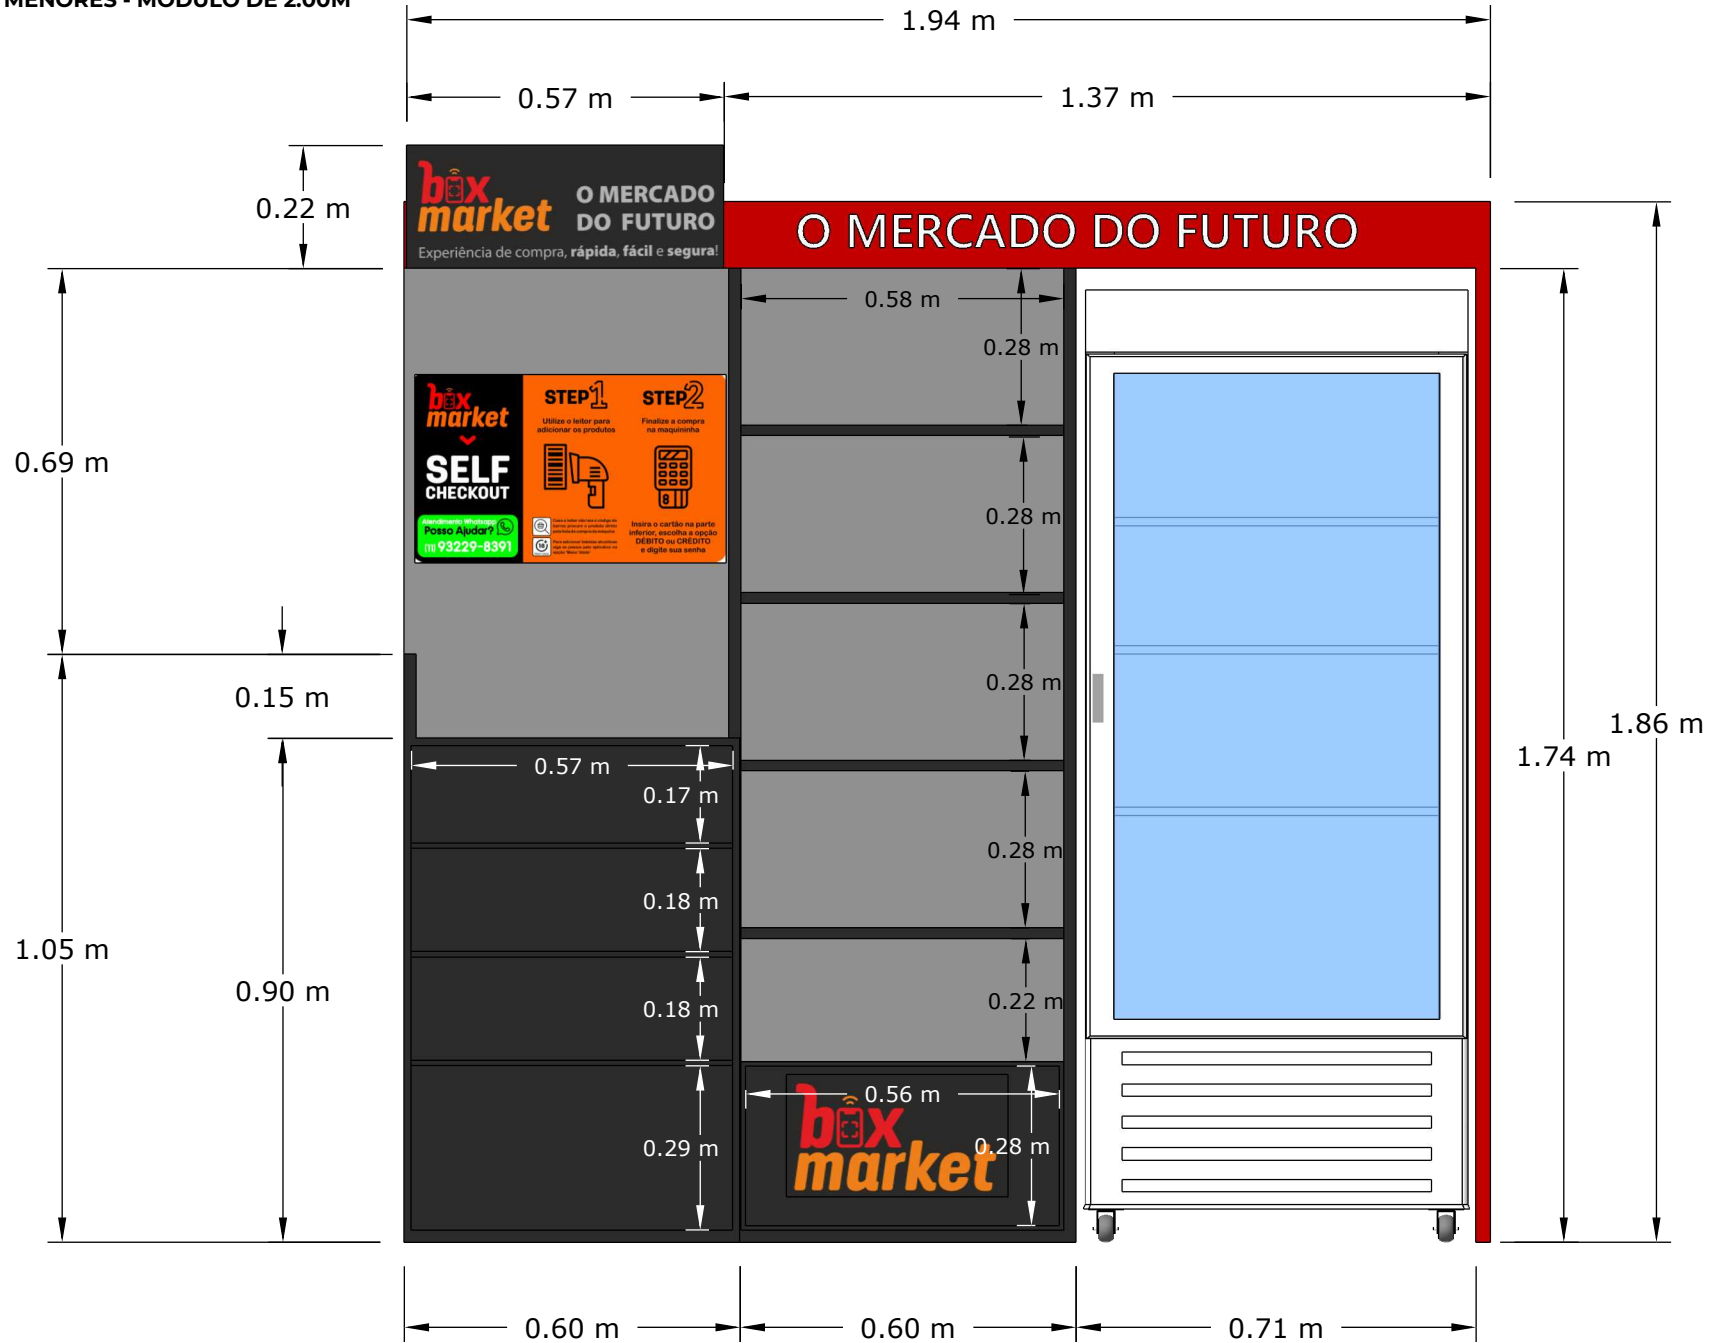 MENORES - MÓDULO DE 2.00M
1.94 m
0.57 m
1.37 m
0.22 m
box
market
O MERCADO
DO FUTURO
Experiência de compra, rápida, fácil e segura!
O MERCADO DO FUTURO
0.58 m
0.28 m
0.69 m
box
market
SELF
CHECKOUT
Atendimento Whatsapp
Posso Ajudar?
(11) 93229-8391
STEP1
Utilize o leitor para
adicionar os produtos
STEP2
Finalize a compra
na maquininha
Insira o cartão na parte
inferior, escolha a opção
DÉBITO ou CRÉDITO
e digite sua senha
0.28 m
0.28 m
0.15 m
1.86 m
1.74 m
0.57 m
0.17 m
0.28 m
0.18 m
1.05 m
0.90 m
0.22 m
0.18 m
0.56 m
box
market
0.28 m
0.29 m
0.60 m
0.60 m
0.71 m